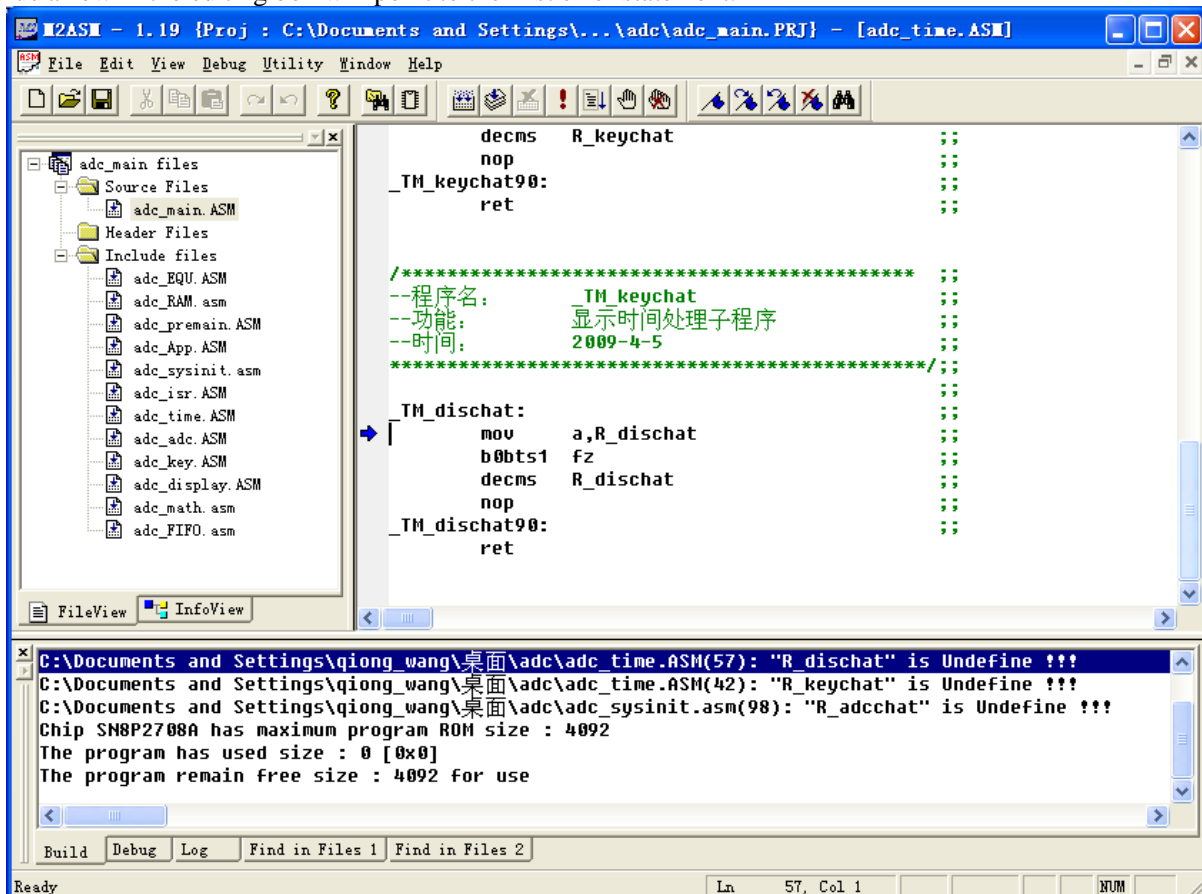 M2ASM - 1.19 {Proj : C:\Documents and Settings\...\adc\adc_main.PRJ} - [adc_time.ASM]
File Edit View Debug Utility Window Help
adc_main files
Source Files
adc_main.ASM
Header Files
Include files
adc_EQU.ASM
adc_RAM.asm
adc_premain.ASM
adc_App.ASM
adc_sysinit.asm
adc_isr.ASM
adc_time.ASM
adc_adc.ASM
adc_key.ASM
adc_display.ASM
adc_math.asm
adc_FIFO.asm
FileView InfoView
decms R_keychat ;;
nop ;;
_TM_keychat90: ;;
ret ;;
/********************************************* ;;
--程序名: _TM_keychat ;;
--功能: 显示时间处理子程序 ;;
--时间: 2009-4-5 ;;
***********************************************/;;
;;
_TM_dischat: ;;
mov a,R_dischat ;;
b0bts1 fz ;;
decms R_dischat ;;
nop ;;
_TM_dischat90: ;;
ret
C:\Documents and Settings\qiong_wang\桌面\adc\adc_time.ASM(57): "R_dischat" is Undefine !!!
C:\Documents and Settings\qiong_wang\桌面\adc\adc_time.ASM(42): "R_keychat" is Undefine !!!
C:\Documents and Settings\qiong_wang\桌面\adc\adc_sysinit.asm(98): "R_adcchat" is Undefine !!!
Chip SN8P2708A has maximum program ROM size : 4092
The program has used size : 0 [0x0]
The program remain free size : 4092 for use
Build Debug Log Find in Files 1 Find in Files 2
Ready Ln 57, Col 1 NUM